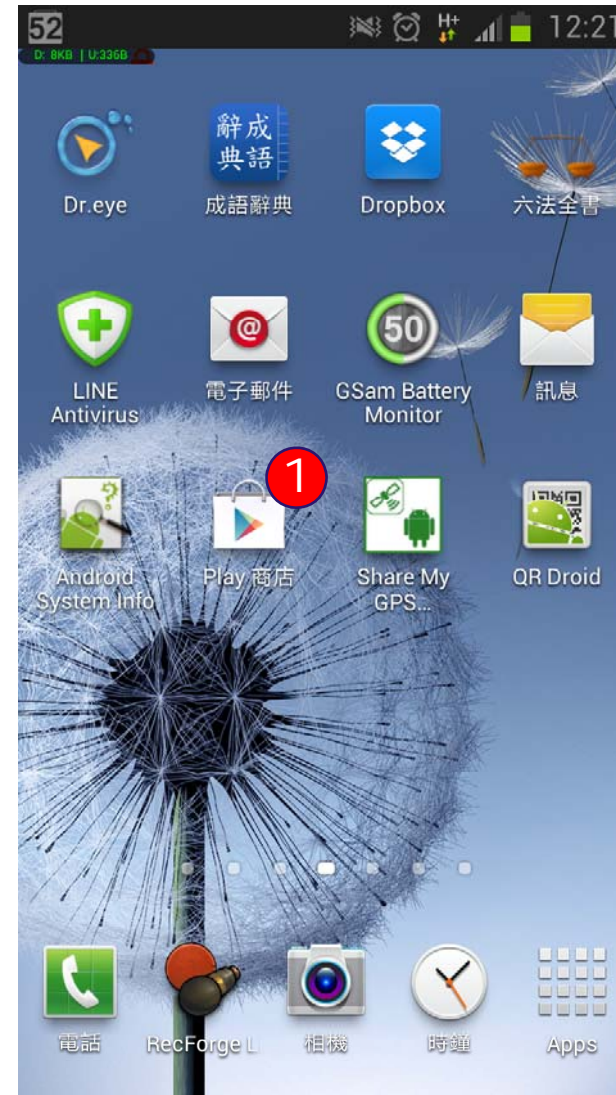 52
12:21
H+
D: 8KB | U:336B
辭成
典語
Dr.eye
成語辭典
Dropbox
六法全書
@
50
LINE
Antivirus
電子郵件
GSam Battery
Monitor
訊息
1
Android
System Info
Play 商店
Share My
GPS...
QR Droid
電話
RecForge L
相機
時鐘
Apps